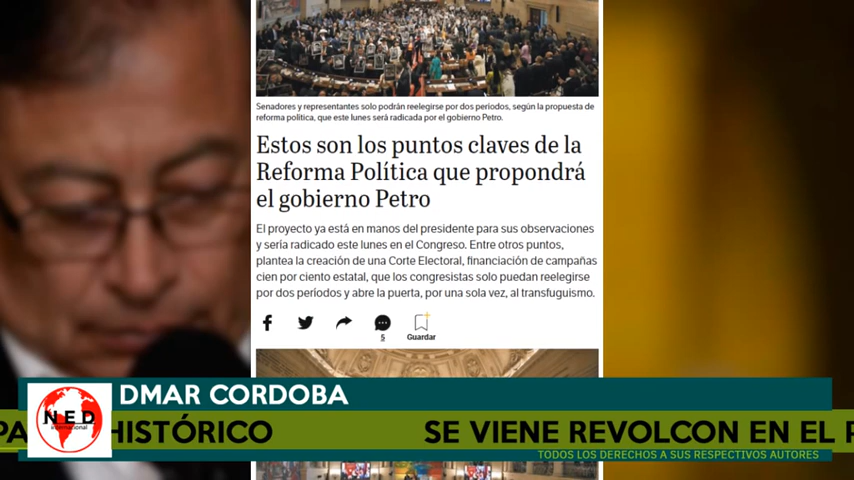 Senadores y representantes solo podrán reelegirse por dos periodos, según la propuesta de
reforma política, que este lunes será radicada por el gobierno Petro.
Estos son los puntos claves de la
Reforma Política que propondrá
el gobierno Petro
El proyecto ya está en manos del presidente para sus observaciones
y sería radicado este lunes en el Congreso. Entre otros puntos,
plantea la creación de una Corte Electoral, financiación de campañas
cien por ciento estatal, que los congresistas solo puedan reelegirse
por dos períodos y abre la puerta, por una sola vez, al transfuguismo.
5
Guardar
DMAR CORDOBA
NED
internacional
PA
HISTÓRICO
SE VIENE REVOLCON EN EL P
TODOS LOS DERECHOS A SUS RESPECTIVOS AUTORES